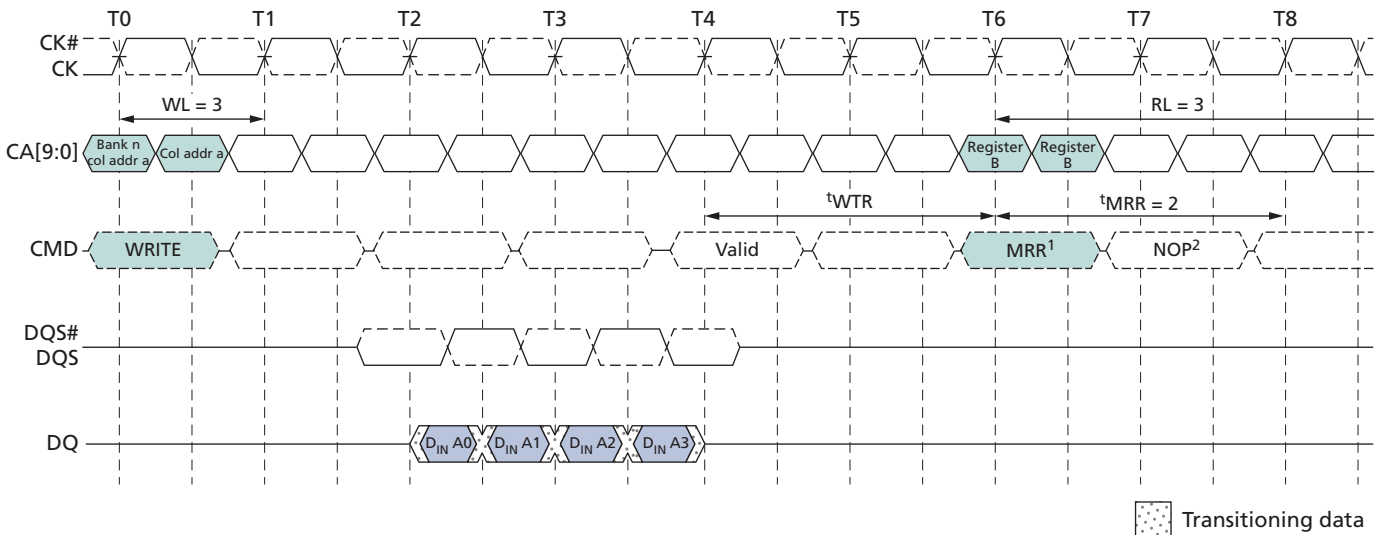 T0 T1 T2 T3 T4 T5 T6 T7 T8
CK#
CK
WL = 3 RL = 3
CA[9:0] Bank n col addr a Col addr a Register B Register B
tWTR tMRR = 2
CMD WRITE Valid MRR1 NOP2
DQS#
DQS
DQ DIN A0 DIN A1 DIN A2 DIN A3
Transitioning data